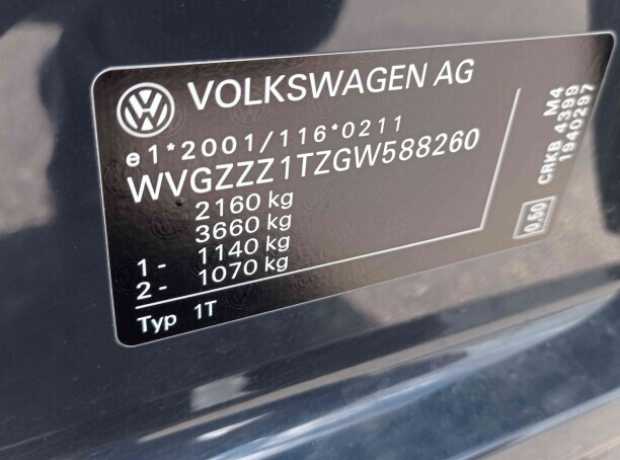 VOLKSWAGEN AG
e1*2001/116*0211
WVGZZZ1TZGW588260
2160 kg
3660 kg
1 - 1140 kg
2 - 1070 kg
Typ 1T
M4
CRKB 4399
1940297
0.50